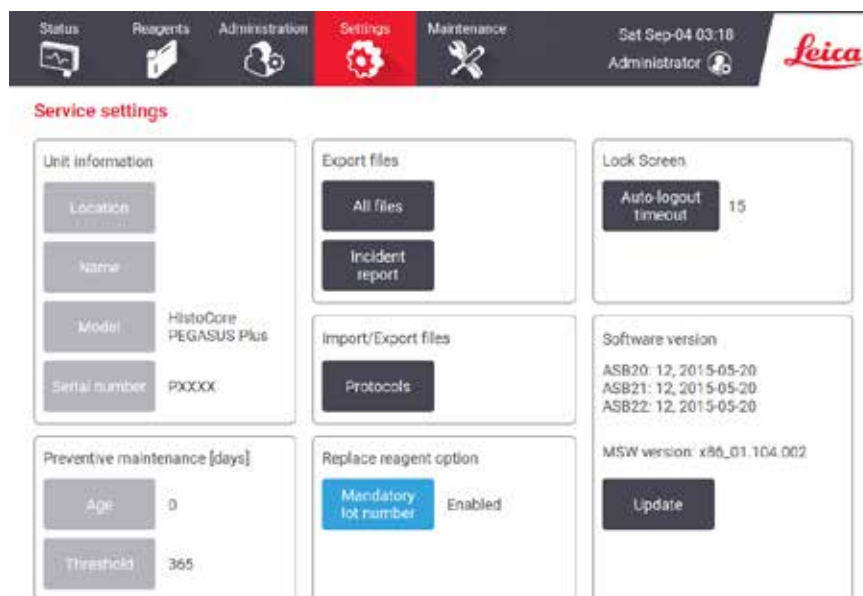 Status Reagents Administration Settings Maintenance
Sat Sep-04 03:18
Administrator
Leica
Service settings
Unit information
Location
Name
Model
HistoCore
PEGASUS Plus
Serial number
PXXXX
Preventive maintenance [days]
Age
0
Threshold
365
Export files
All files
Incident
report
Import/Export files
Protocols
Replace reagent option
Mandatory
lot number
Enabled
Lock Screen
Auto-logout
timeout
15
Software version
ASB20: 12, 2015-05-20
ASB21: 12, 2015-05-20
ASB22: 12, 2015-05-20
MSW version: x86_01.104.002
Update